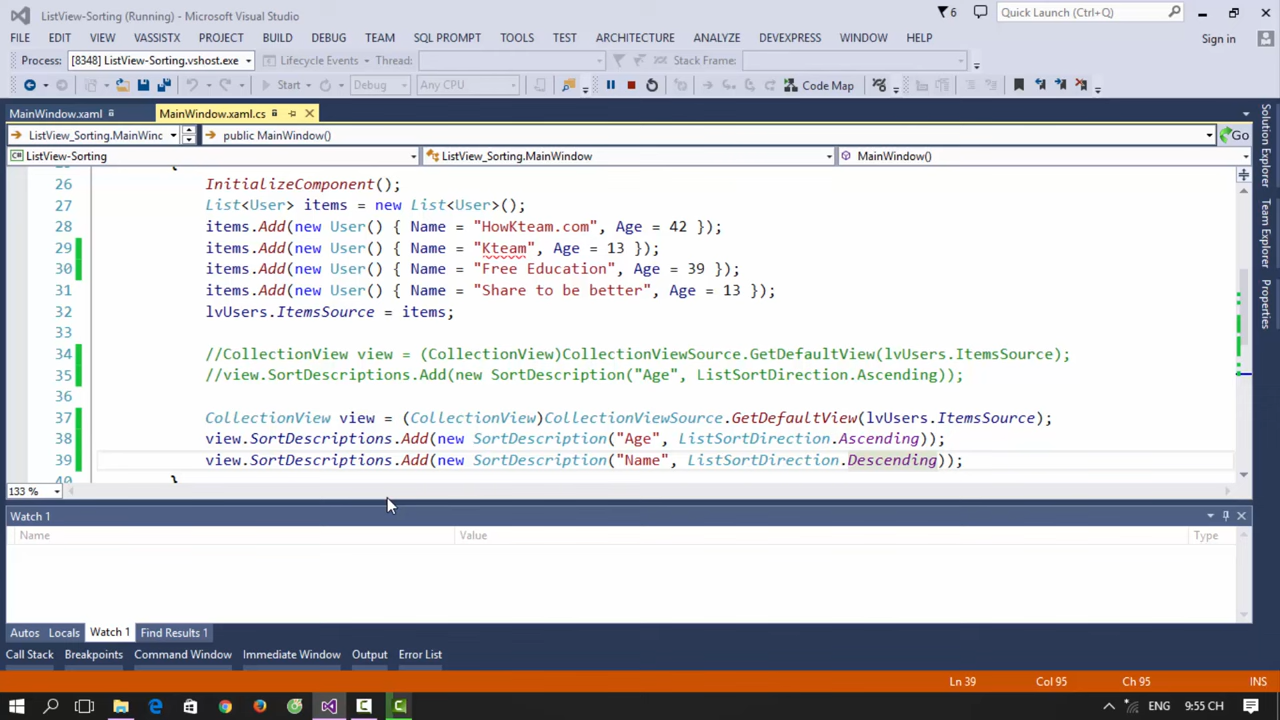 ListView-Sorting (Running) - Microsoft Visual Studio
6
Quick Launch (Ctrl+Q)
FILE EDIT VIEW VASSISTX PROJECT BUILD DEBUG TEAM SQL PROMPT TOOLS TEST ARCHITECTURE ANALYZE DEVEXPRESS WINDOW HELP
Sign in
Process: [8348] ListView-Sorting.vshost.exe Lifecycle Events Thread: Stack Frame:
Start Debug Any CPU Code Map
MainWindow.xaml MainWindow.xaml.cs
ListView_Sorting.MainWinc public MainWindow() Go
ListView-Sorting ListView_Sorting.MainWindow MainWindow()
26 InitializeComponent();
27 List<User> items = new List<User>();
28 items.Add(new User() { Name = "HowKteam.com", Age = 42 });
29 items.Add(new User() { Name = "Kteam", Age = 13 });
30 items.Add(new User() { Name = "Free Education", Age = 39 });
31 items.Add(new User() { Name = "Share to be better", Age = 13 });
32 lvUsers.ItemsSource = items;
33
34 //CollectionView view = (CollectionView)CollectionViewSource.GetDefaultView(lvUsers.ItemsSource);
35 //view.SortDescriptions.Add(new SortDescription("Age", ListSortDirection.Ascending));
36
37 CollectionView view = (CollectionView)CollectionViewSource.GetDefaultView(lvUsers.ItemsSource);
38 view.SortDescriptions.Add(new SortDescription("Age", ListSortDirection.Ascending));
39 view.SortDescriptions.Add(new SortDescription("Name", ListSortDirection.Descending));
40 }
133 %
Solution Explorer
Team Explorer
Properties
Watch 1
Name Value Type
Autos Locals Watch 1 Find Results 1
Call Stack Breakpoints Command Window Immediate Window Output Error List
Ln 39 Col 95 Ch 95 INS
ENG 9:55 CH